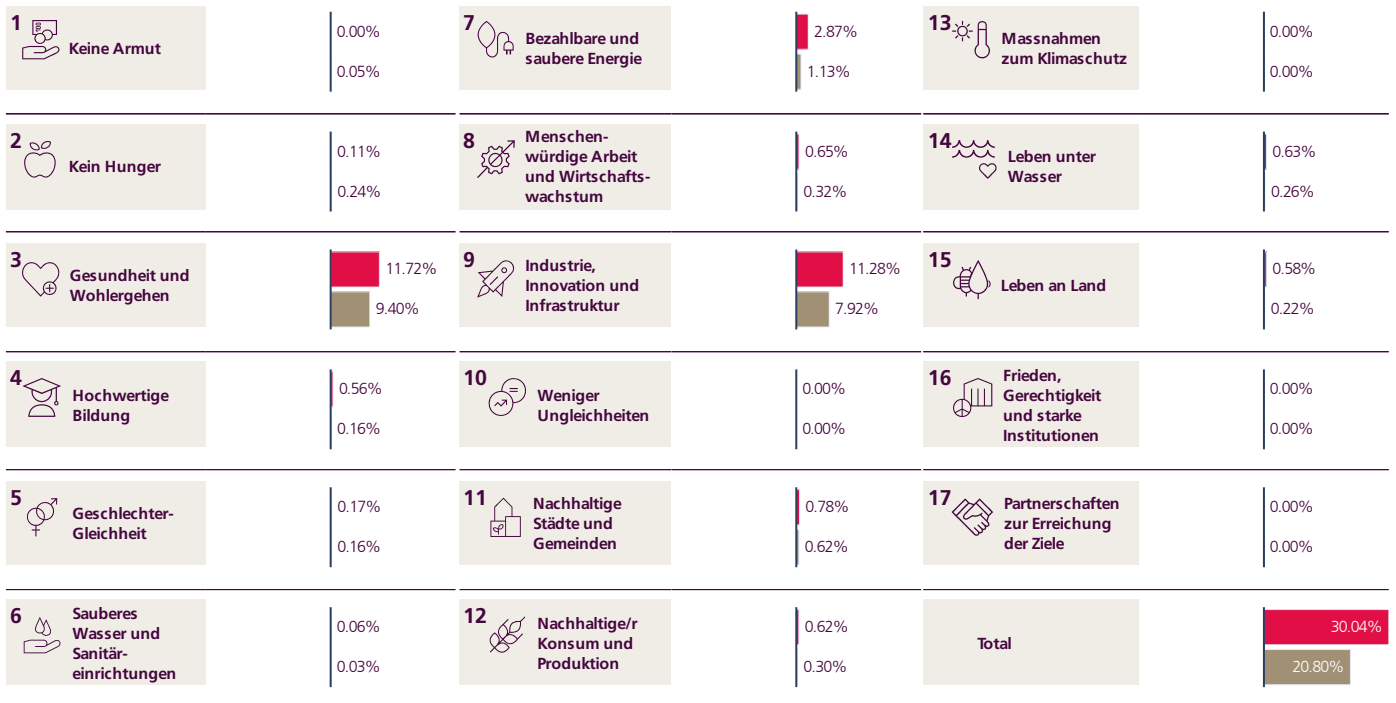 1
Keine Armut
0.00%
0.05%
2
Kein Hunger
0.11%
0.24%
3
Gesundheit und
Wohlergehen
11.72%
9.40%
4
Hochwertige
Bildung
0.56%
0.16%
5
Geschlechter-
Gleichheit
0.17%
0.16%
6
Sauberes
Wasser und
Sanitär-
einrichtungen
0.06%
0.03%
7
Bezahlbare und
saubere Energie
2.87%
1.13%
8
Menschen-
würdige Arbeit
und Wirtschafts-
wachstum
0.65%
0.32%
9
Industrie,
Innovation und
Infrastruktur
11.28%
7.92%
10
Weniger
Ungleichheiten
0.00%
0.00%
11
Nachhaltige
Städte und
Gemeinden
0.78%
0.62%
12
Nachhaltige/r
Konsum und
Produktion
0.62%
0.30%
13
Massnahmen
zum Klimaschutz
0.00%
0.00%
14
Leben unter
Wasser
0.63%
0.26%
15
Leben an Land
0.58%
0.22%
16
Frieden,
Gerechtigkeit
und starke
Institutionen
0.00%
0.00%
17
Partnerschaften
zur Erreichung
der Ziele
0.00%
0.00%
Total
30.04%
20.80%